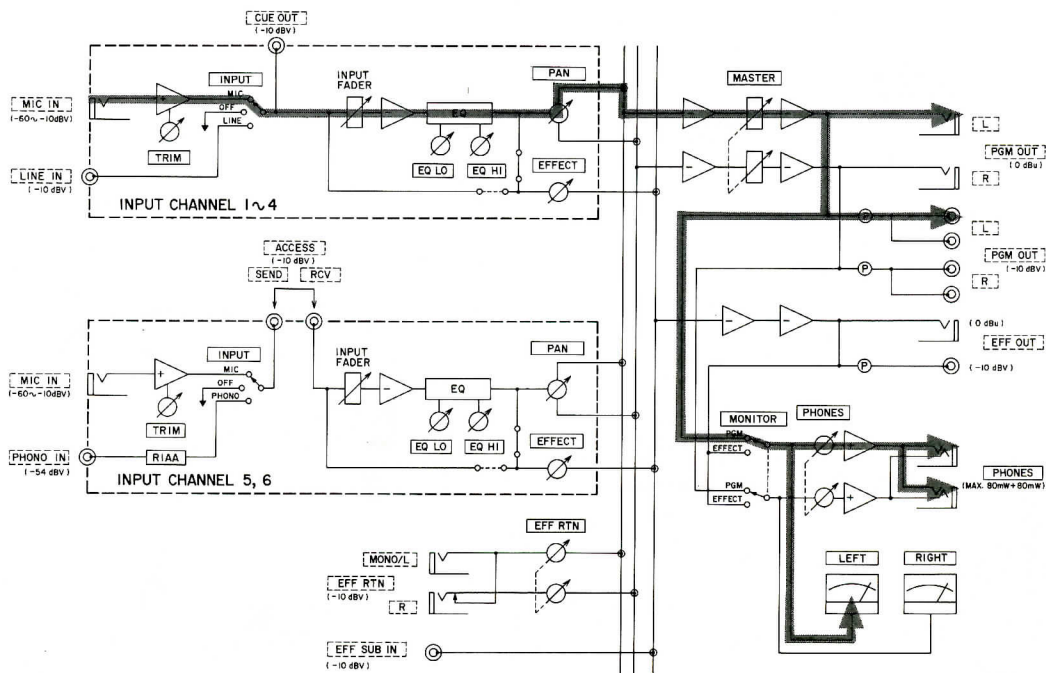 CUE OUT
(-10 dBV)
INPUT
MIC
OFF
LINE
MIC IN
(-60~-10dBV)
TRIM
LINE IN
(-10 dBV)
INPUT FADER
EQ
EQ LO
EQ HI
PAN
EFFECT
INPUT CHANNEL 1~4
MASTER
L
PGM OUT
(0 dBu)
R
P
L
PGM OUT
(-10 dBV)
P
R
ACCESS
(-10 dBV)
SEND
RCV
INPUT
MIC
OFF
PHONO
MIC IN
(-60~-10dBV)
TRIM
PHONO IN
(-54 dBV)
RIAA
INPUT FADER
EQ
EQ LO
EQ HI
PAN
EFFECT
INPUT CHANNEL 5, 6
(0 dBu)
EFF OUT
P
(-10 dBV)
MONITOR
PGM
EFFECT
PGM
EFFECT
PHONES
PHONES
(MAX. 80mW+80mW)
LEFT
RIGHT
EFF RTN
MONO/L
EFF RTN
(-10 dBV)
R
EFF SUB IN
(-10 dBV)